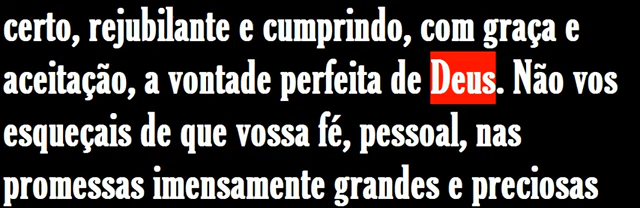 certo, rejubilante e cumprindo, com graça e
aceitação, a vontade perfeita de Deus. Não vos
esqueçais de que vossa fé, pessoal, nas
promessas imensamente grandes e preciosas